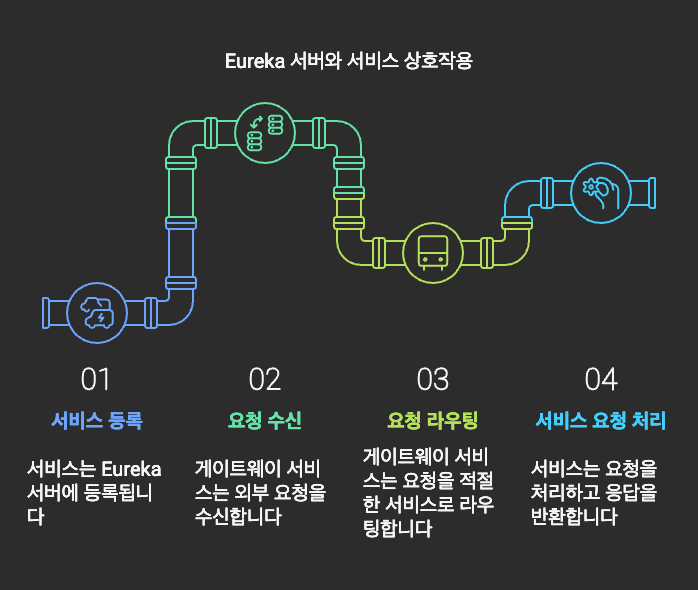 Eureka 서버와 서비스 상호작용
01
서비스 등록
서비스는 Eureka
서버에 등록됩니
다
02
요청 수신
게이트웨이 서비
스는 외부 요청을
수신합니다
03
요청 라우팅
게이트웨이 서비
스는 요청을 적절
한 서비스로 라우
팅합니다
04
서비스 요청 처리
서비스는 요청을
처리하고 응답을
반환합니다